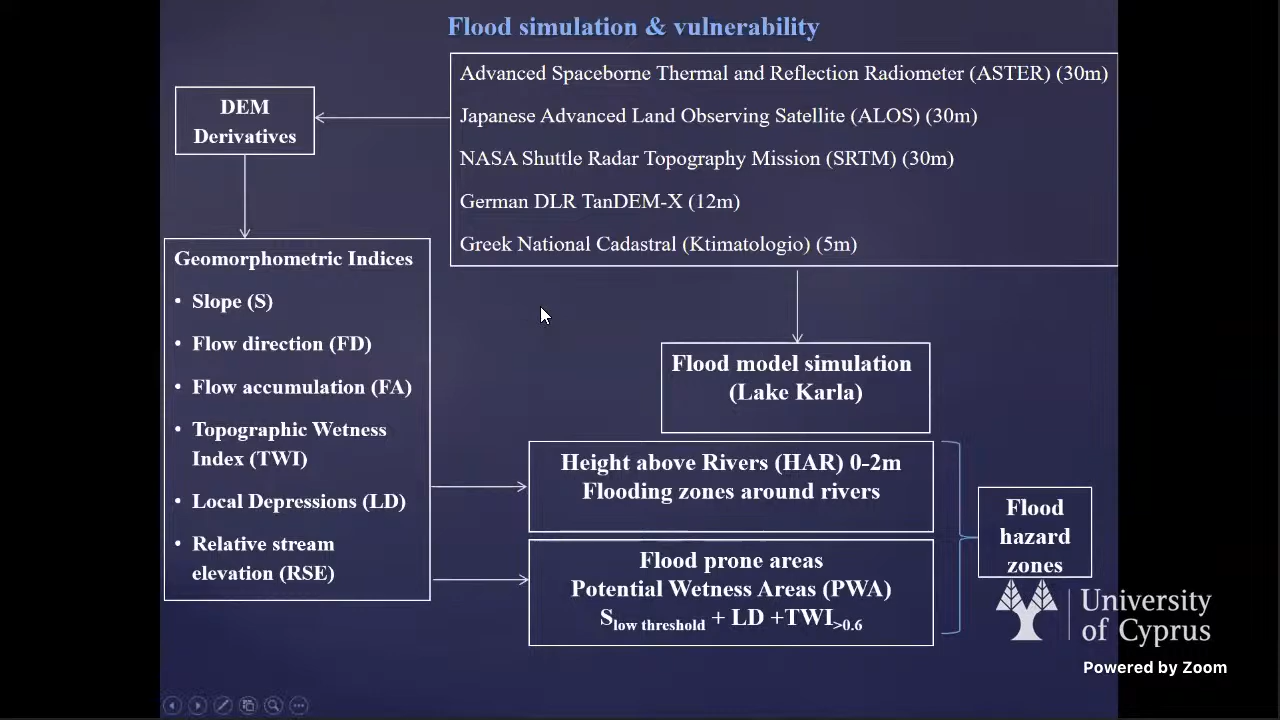 Flood simulation & vulnerability
Advanced Spaceborne Thermal and Reflection Radiometer (ASTER) (30m)
Japanese Advanced Land Observing Satellite (ALOS) (30m)
NASA Shuttle Radar Topography Mission (SRTM) (30m)
German DLR TanDEM-X (12m)
Greek National Cadastral (Ktimatologio) (5m)
DEM
Derivatives
Geomorphometric Indices
• Slope (S)
• Flow direction (FD)
• Flow accumulation (FA)
• Topographic Wetness
Index (TWI)
• Local Depressions (LD)
• Relative stream
elevation (RSE)
Flood model simulation
(Lake Karla)
Height above Rivers (HAR) 0-2m
Flooding zones around rivers
Flood prone areas
Potential Wetness Areas (PWA)
Slow threshold + LD +TWI>0.6
Flood
hazard
zones
University
of Cyprus
Powered by Zoom